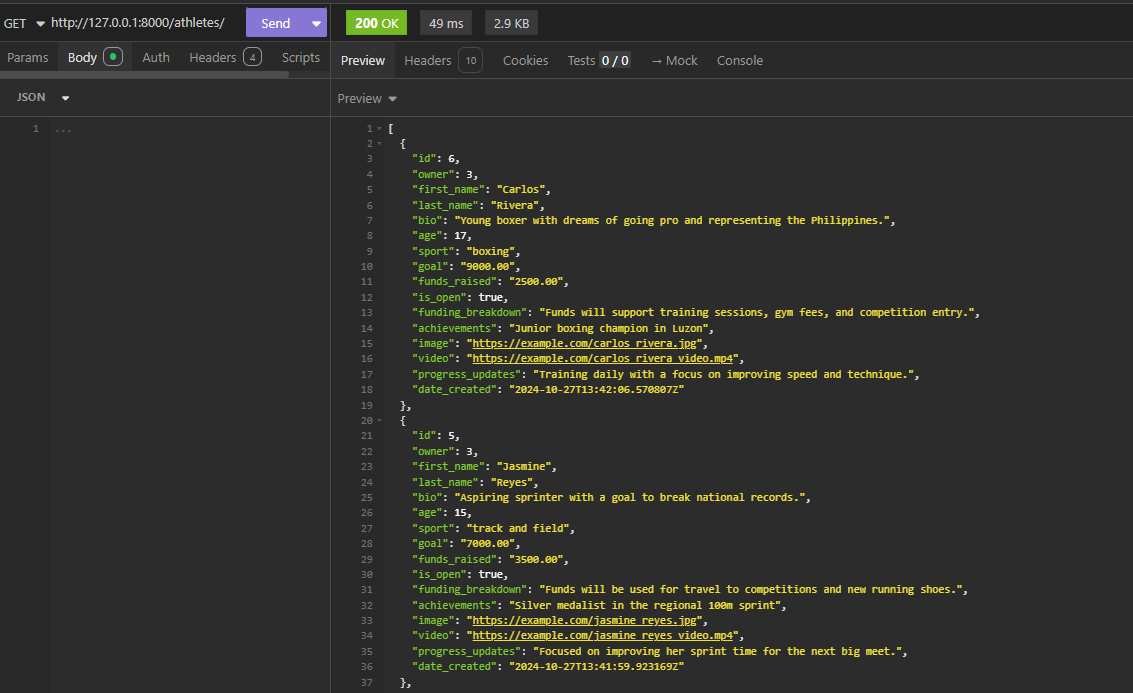 GET http://127.0.0.1:8000/athletes/ Send 200 OK 49 ms 2.9 KB
Params Body Auth Headers 4 Scripts Preview Headers 10 Cookies Tests 0 / 0 → Mock Console
JSON Preview
1 ...
1 [
2 {
3 "id": 6,
4 "owner": 3,
5 "first_name": "Carlos",
6 "last_name": "Rivera",
7 "bio": "Young boxer with dreams of going pro and representing the Philippines.",
8 "age": 17,
9 "sport": "boxing",
10 "goal": "9000.00",
11 "funds_raised": "2500.00",
12 "is_open": true,
13 "funding_breakdown": "Funds will support training sessions, gym fees, and competition entry.",
14 "achievements": "Junior boxing champion in Luzon",
15 "image": "https://example.com/carlos_rivera.jpg",
16 "video": "https://example.com/carlos_rivera_video.mp4",
17 "progress_updates": "Training daily with a focus on improving speed and technique.",
18 "date_created": "2024-10-27T13:42:06.570807Z"
19 },
20 {
21 "id": 5,
22 "owner": 3,
23 "first_name": "Jasmine",
24 "last_name": "Reyes",
25 "bio": "Aspiring sprinter with a goal to break national records.",
26 "age": 15,
27 "sport": "track and field",
28 "goal": "7000.00",
29 "funds_raised": "3500.00",
30 "is_open": true,
31 "funding_breakdown": "Funds will be used for travel to competitions and new running shoes.",
32 "achievements": "Silver medalist in the regional 100m sprint",
33 "image": "https://example.com/jasmine_reyes.jpg",
34 "video": "https://example.com/jasmine_reyes_video.mp4",
35 "progress_updates": "Focused on improving her sprint time for the next big meet.",
36 "date_created": "2024-10-27T13:41:59.923169Z"
37 },